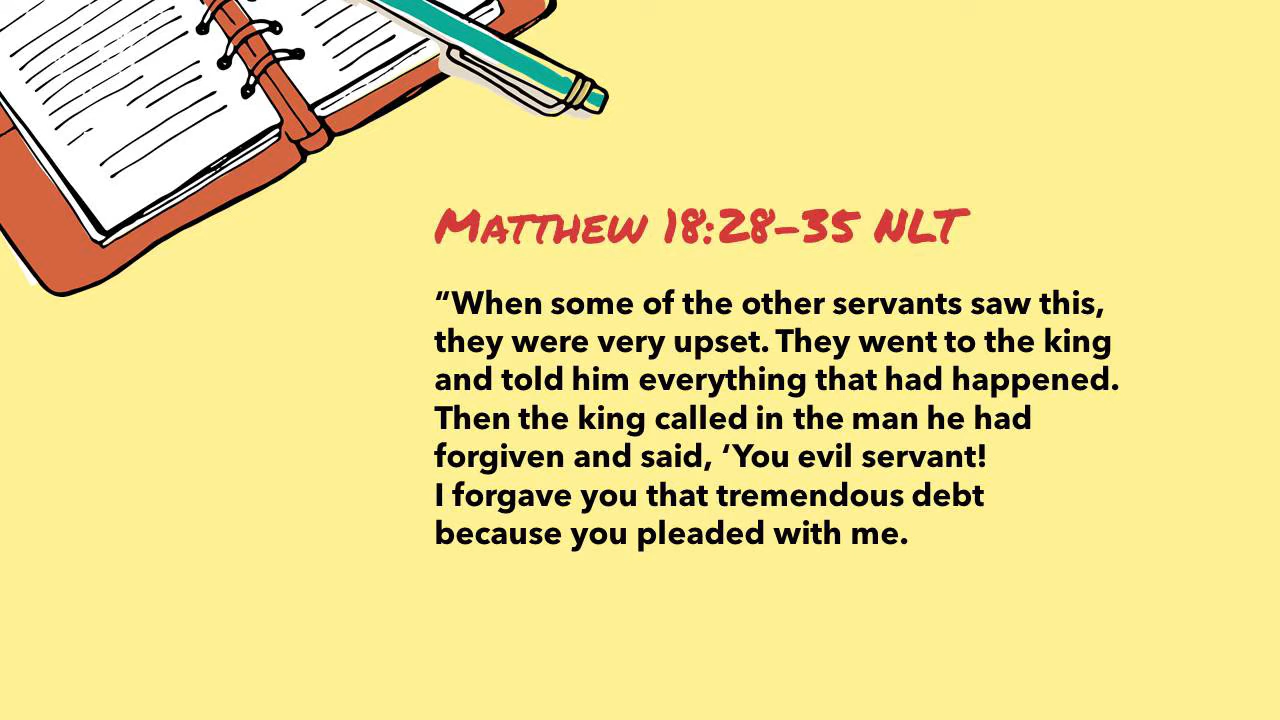 Matthew 18:28-35 NLT
“When some of the other servants saw this,
they were very upset. They went to the king
and told him everything that had happened.
Then the king called in the man he had
forgiven and said, ‘You evil servant!
I forgave you that tremendous debt
because you pleaded with me.